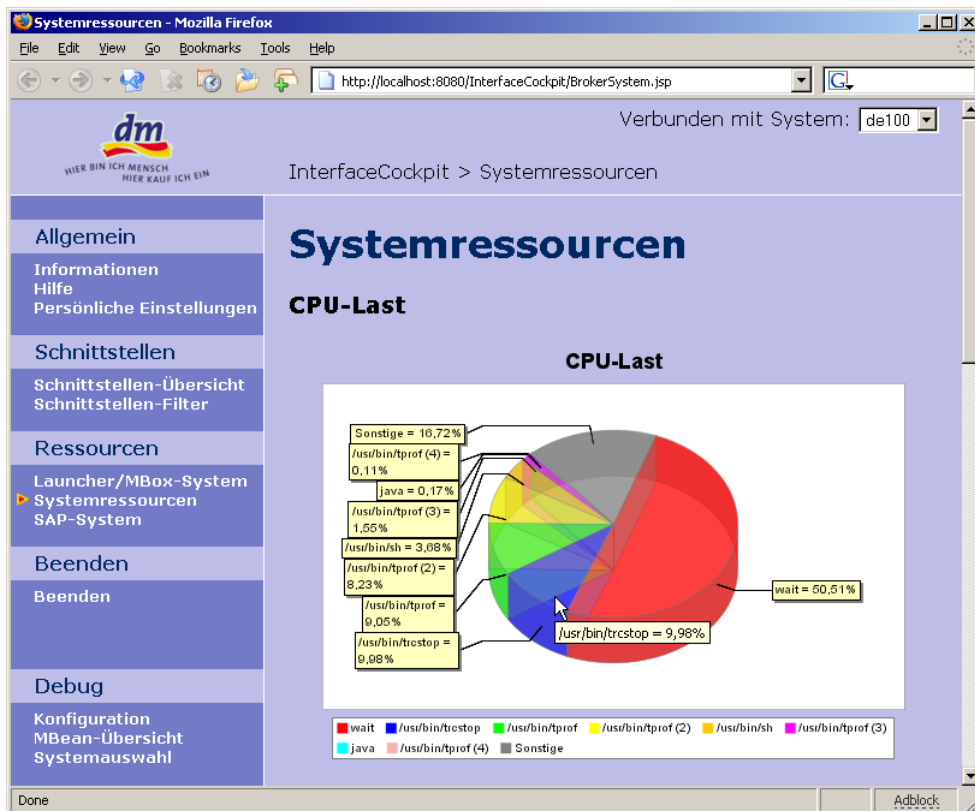 Systemressourcen - Mozilla Firefox
File Edit View Go Bookmarks Tools Help
http://localhost:8080/InterfaceCockpit/BrokerSystem.jsp
G
dm
HIER BIN ICH MENSCH
HIER KAUF ICH EIN
Verbunden mit System: de100
InterfaceCockpit > Systemressourcen
Allgemein
Informationen
Hilfe
Persönliche Einstellungen
Schnittstellen
Schnittstellen-Übersicht
Schnittstellen-Filter
Ressourcen
Launcher/MBox-System
Systemressourcen
SAP-System
Beenden
Beenden
Debug
Konfiguration
MBean-Übersicht
Systemauswahl
Systemressourcen
CPU-Last
CPU-Last
Sonstige = 16,72%
/usr/bin/tprof (4) =
0,11%
java = 0,17%
/usr/bin/tprof (3) =
1,55%
/usr/bin/sh = 3,68%
/usr/bin/tprof (2) =
8,23%
/usr/bin/tprof =
9,05%
/usr/bin/trcstop =
9,98%
wait = 50,51%
/usr/bin/trcstop = 9,98%
wait /usr/bin/trcstop /usr/bin/tprof /usr/bin/tprof (2) /usr/bin/sh /usr/bin/tprof (3)
java /usr/bin/tprof (4) Sonstige
Done
Adblock